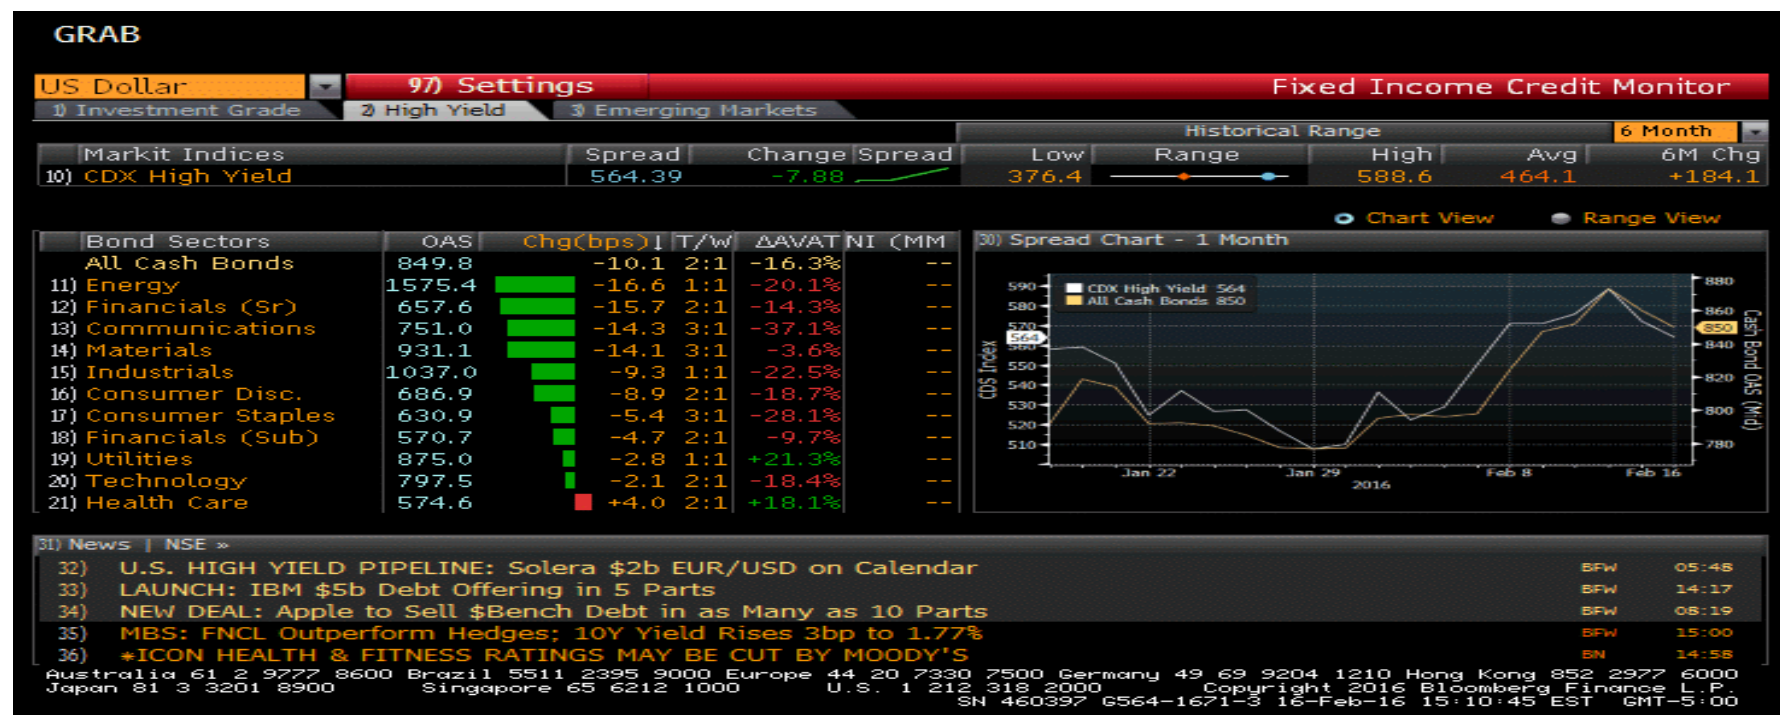 GRAB
US Dollar 97) Settings Fixed Income Credit Monitor
1) Investment Grade 2) High Yield 3) Emerging Markets
Historical Range 6 Month
Markit Indices Spread Change Spread Low Range High Avg 6M Chg
10) CDX High Yield 564.39 -7.88 376.4 588.6 464.1 +184.1
Chart View Range View
Bond Sectors OAS Chg(bps)↓ T/W ΔAVAT NI (MM
All Cash Bonds 849.8 -10.1 2:1 -16.3% --
11) Energy 1575.4 -16.6 1:1 -20.1% --
12) Financials (Sr) 657.6 -15.7 2:1 -14.3% --
13) Communications 751.0 -14.3 3:1 -37.1% --
14) Materials 931.1 -14.1 3:1 -3.6% --
15) Industrials 1037.0 -9.3 1:1 -22.5% --
16) Consumer Disc. 686.9 -8.9 2:1 -18.7% --
17) Consumer Staples 630.9 -5.4 3:1 -28.1% --
18) Financials (Sub) 570.7 -4.7 2:1 -9.7% --
19) Utilities 875.0 -2.8 1:1 +21.3% --
20) Technology 797.5 -2.1 2:1 -18.4% --
21) Health Care 574.6 +4.0 2:1 +18.1% --
30) Spread Chart - 1 Month
CDX High Yield 564
All Cash Bonds 850
CDS Index
590
580
570
564
560
550
540
530
520
510
880
860
850
840
820
800
780
Cash Bond OAS (Mid)
Jan 22 Jan 29 Feb 8 Feb 16
2016
31) News | NSE »
32) U.S. HIGH YIELD PIPELINE: Solera $2b EUR/USD on Calendar BFW 05:48
33) LAUNCH: IBM $5b Debt Offering in 5 Parts BFW 14:17
34) NEW DEAL: Apple to Sell $Bench Debt in as Many as 10 Parts BFW 08:19
35) MBS: FNCL Outperform Hedges; 10Y Yield Rises 3bp to 1.77% BFW 15:00
36) *ICON HEALTH & FITNESS RATINGS MAY BE CUT BY MOODY'S BN 14:58
Australia 61 2 9777 8600 Brazil 5511 2395 9000 Europe 44 20 7330 7500 Germany 49 69 9204 1210 Hong Kong 852 2977 6000
Japan 81 3 3201 8900 Singapore 65 6212 1000 U.S. 1 212 318 2000 Copyright 2016 Bloomberg Finance L.P.
SN 460397 G564-1671-3 16-Feb-16 15:10:45 EST GMT-5:00